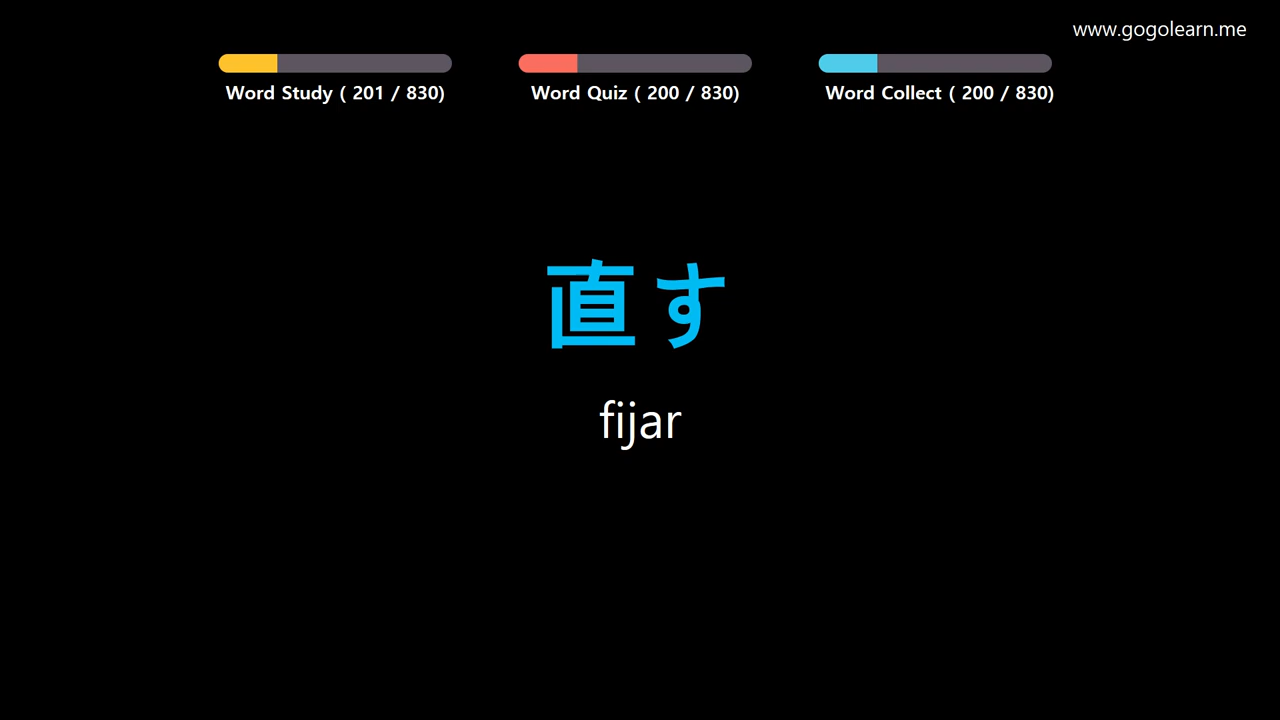 www.gogolearn.me
Word Study ( 201 / 830) Word Quiz ( 200 / 830) Word Collect ( 200 / 830)
直す
fijar